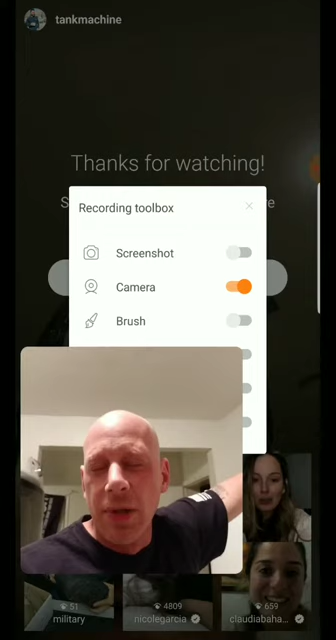 tankmachine
Thanks for watching!
Recording toolbox
Screenshot
Camera
Brush
51
4809
659
military
nicolegarcia
claudiabaha...